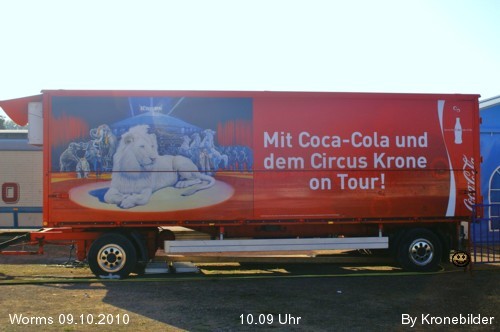 Mit Coca-Cola und
dem Circus Krone
on Tour!
Coca-Cola
Worms 09.10.2010
10.09 Uhr
By Kronebilder